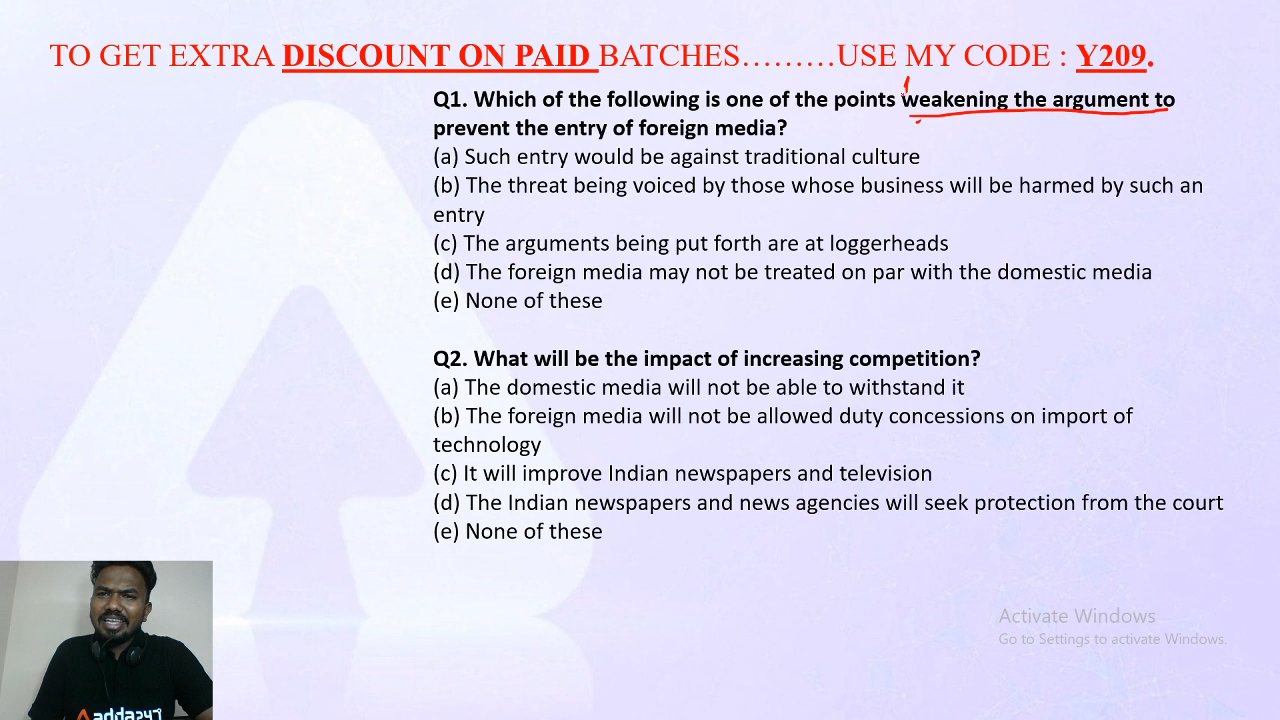 TO GET EXTRA DISCOUNT ON PAID BATCHES.........USE MY CODE : Y209.
Q1. Which of the following is one of the points weakening the argument to
prevent the entry of foreign media?
(a) Such entry would be against traditional culture
(b) The threat being voiced by those whose business will be harmed by such an
entry
(c) The arguments being put forth are at loggerheads
(d) The foreign media may not be treated on par with the domestic media
(e) None of these
Q2. What will be the impact of increasing competition?
(a) The domestic media will not be able to withstand it
(b) The foreign media will not be allowed duty concessions on import of
technology
(c) It will improve Indian newspapers and television
(d) The Indian newspapers and news agencies will seek protection from the court
(e) None of these
Activate Windows
Go to Settings to activate Windows.
adda247